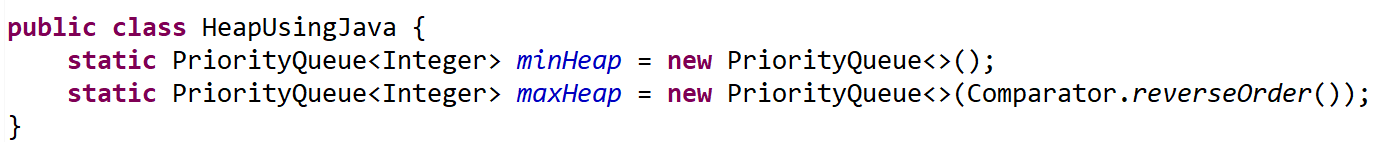 public class HeapUsingJava {
    static PriorityQueue<Integer> minHeap = new PriorityQueue<>();
    static PriorityQueue<Integer> maxHeap = new PriorityQueue<>(Comparator.reverseOrder());
}